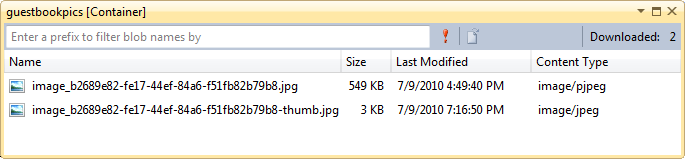 guestbookpics [Container]
Enter a prefix to filter blob names by
Downloaded: 2
Name Size Last Modified Content Type
image_b2689e82-fe17-44ef-84a6-f51fb82b79b8.jpg 549 KB 7/9/2010 4:49:40 PM image/pjpeg
image_b2689e82-fe17-44ef-84a6-f51fb82b79b8-thumb.jpg 3 KB 7/9/2010 7:16:50 PM image/jpeg